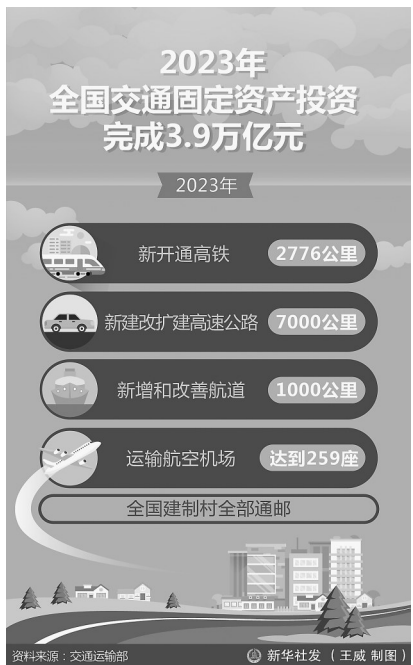 2023年
全国交通固定资产投资
完成3.9万亿元
2023年
新开通高铁 2776公里
新建改扩建高速公路 7000公里
新增和改善航道 1000公里
运输航空机场 达到259座
全国建制村全部通邮
资料来源：交通运输部 新华社发（王威 制图）